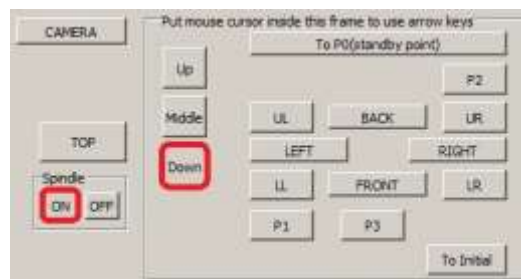 CAMERA
Put mouse cursor inside this frame to use arrow keys
To P0(standby point)
Up
P2
Middle
UL
BACK
UR
TOP
LEFT
RIGHT
Down
Spindle
LL
FRONT
LR
ON
OFF
P1
P3
To Initial